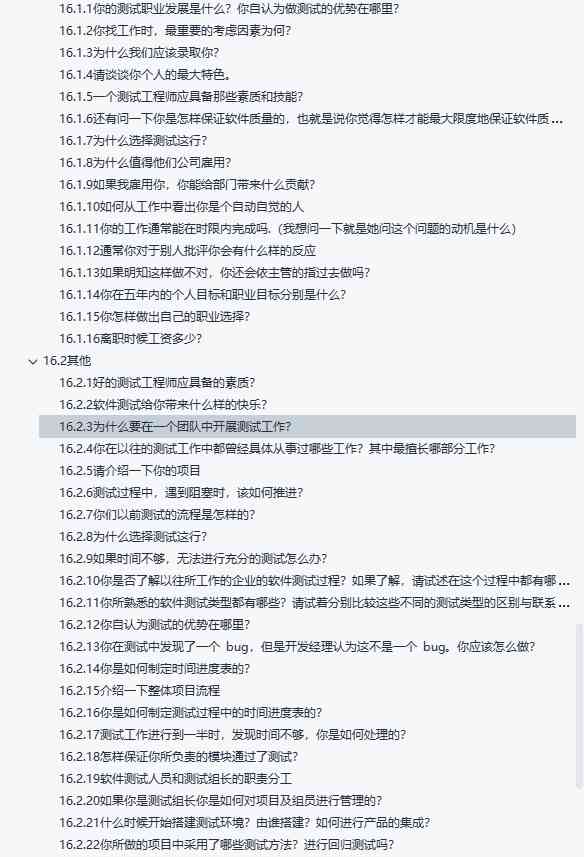 16.1.1你的测试职业发展是什么？你自认为做测试的优势在哪里？
16.1.2你找工作时，最重要的考虑因素为何？
16.1.3为什么我们应该录取你？
16.1.4请谈谈你个人的最大特色。
16.1.5一个测试工程师应具备那些素质和技能？
16.1.6还有问一下你是怎样保证软件质量的，也就是说你觉得怎样才能最大限度地保证软件质 ...
16.1.7为什么选择测试这行？
16.1.8为什么值得他们公司雇用？
16.1.9如果我雇用你，你能给部门带来什么贡献？
16.1.10如何从工作中看出你是个自动自觉的人
16.1.11你的工作通常能在时限内完成吗.（我想问一下就是她问这个问题的动机是什么）
16.1.12通常你对于别人批评你会有什么样的反应
16.1.13如果明知这样做不对，你还会依主管的指过去做吗？
16.1.14你在五年内的个人目标和职业目标分别是什么？
16.1.15你怎样做出自己的职业选择？
16.1.16离职时候工资多少？
16.2其他
16.2.1好的测试工程师应具备的素质？
16.2.2软件测试给你带来什么样的快乐？
16.2.3为什么要在一个团队中开展测试工作？
16.2.4你在以往的测试工作中都曾经具体从事过哪些工作？其中最擅长哪部分工作？
16.2.5请介绍一下你的项目
16.2.6测试过程中，遇到阻塞时，该如何推进？
16.2.7你们以前测试的流程是怎样的？
16.2.8为什么选择测试这行？
16.2.9如果时间不够，无法进行充分的测试怎么办？
16.2.10你是否了解以往所工作的企业的软件测试过程？如果了解，请试述在这个过程中都有哪 ...
16.2.11你所熟悉的软件测试类型都有哪些？请试着分别比较这些不同的测试类型的区别与联系 ...
16.2.12你自认为测试的优势在哪里？
16.2.13你在测试中发现了一个 bug，但是开发经理认为这不是一个 bug。你应该怎么做？
16.2.14你是如何制定时间进度表的？
16.2.15介绍一下整体项目流程
16.2.16你是如何制定测试过程中的时间进度表的？
16.2.17测试工作进行到一半时，发现时间不够，你是如何处理的？
16.2.18怎样保证你所负责的模块通过了测试？
16.2.19软件测试人员和测试组长的职责分工
16.2.20如果你是测试组长你是如何对项目及组员进行管理的？
16.2.21什么时候开始搭建测试环境？由谁搭建？如何进行产品的集成？
16.2.22你所做的项目中采用了哪些测试方法？进行回归测试吗？